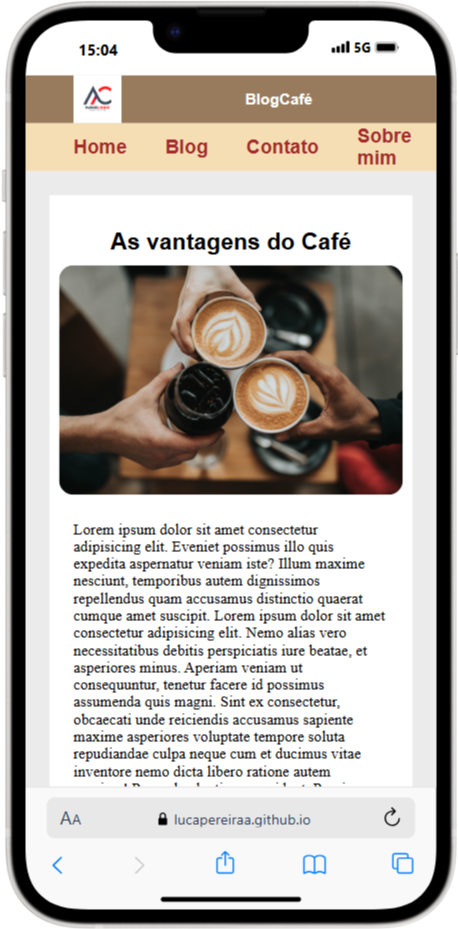 15:04
5G
BlogCafé
Home Blog Contato Sobre mim
As vantagens do Café
Lorem ipsum dolor sit amet consectetur
adipisicing elit. Eveniet possimus illo quis
expedita aspernatur veniam iste? Illum maxime
nesciunt, temporibus autem dignissimos
repellendus quam accusamus distinctio quaerat
cumque amet suscipit. Lorem ipsum dolor sit amet
consectetur adipisicing elit. Nemo alias vero
necessitatibus debitis perspiciatis iure beatae, et
asperiores minus. Aperiam veniam ut
consequuntur, tenetur facere id possimus
assumenda quis magni. Sint ex consectetur,
obcaecati unde reiciendis accusamus sapiente
maxime asperiores voluptate tempore soluta
repudiandae culpa neque cum et ducimus vitae
inventore nemo dicta libero ratione autem
AA lucapereiraa.github.io